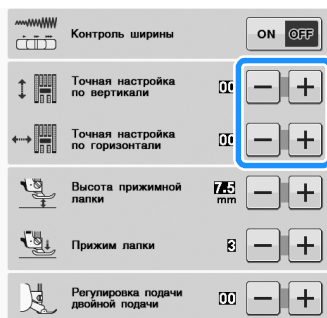 Контроль ширины
ON OFF
Точная настройка
по вертикали
00
Точная настройка
по горизонтали
00
Высота прижимной
лапки
7.5
mm
Прижим лапки
3
Регулировка подачи
двойной подачи
00